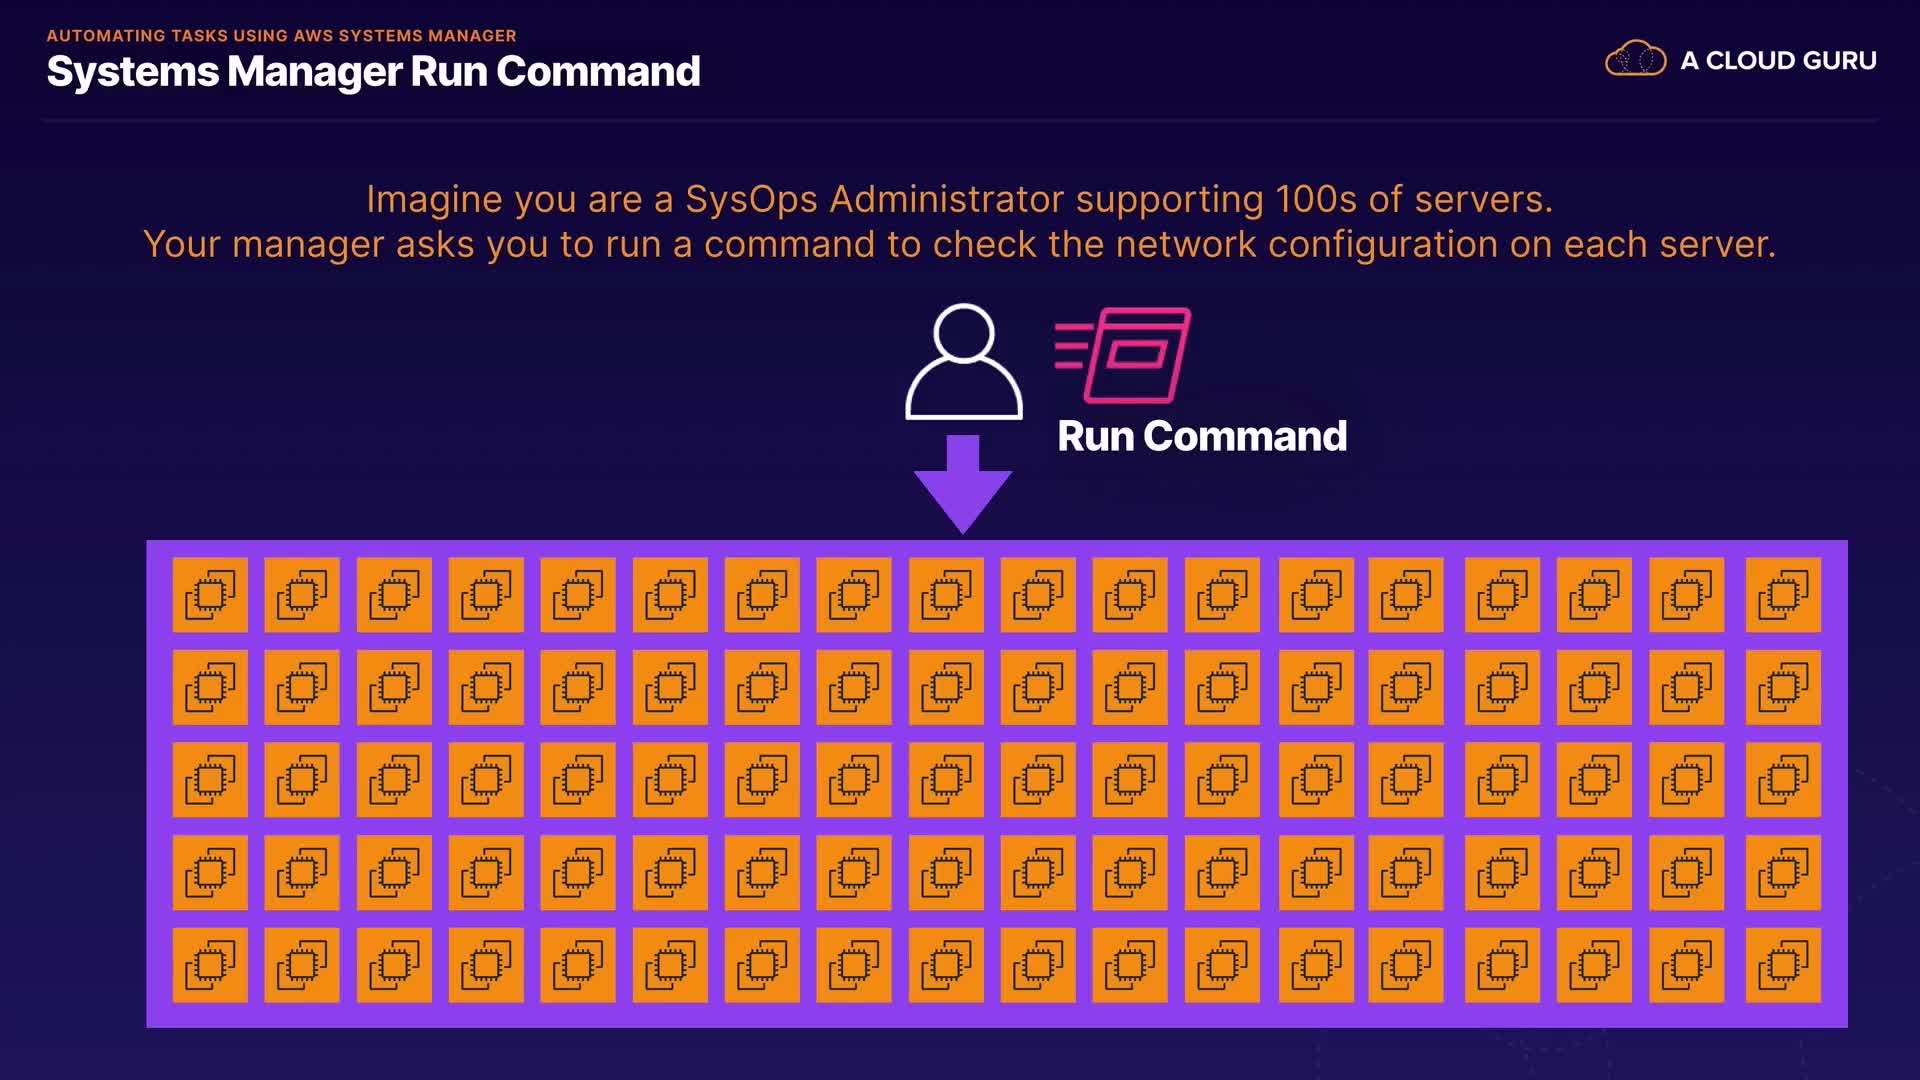 AUTOMATING TASKS USING AWS SYSTEMS MANAGER
Systems Manager Run Command
A CLOUD GURU
Imagine you are a SysOps Administrator supporting 100s of servers.
Your manager asks you to run a command to check the network configuration on each server.
Run Command